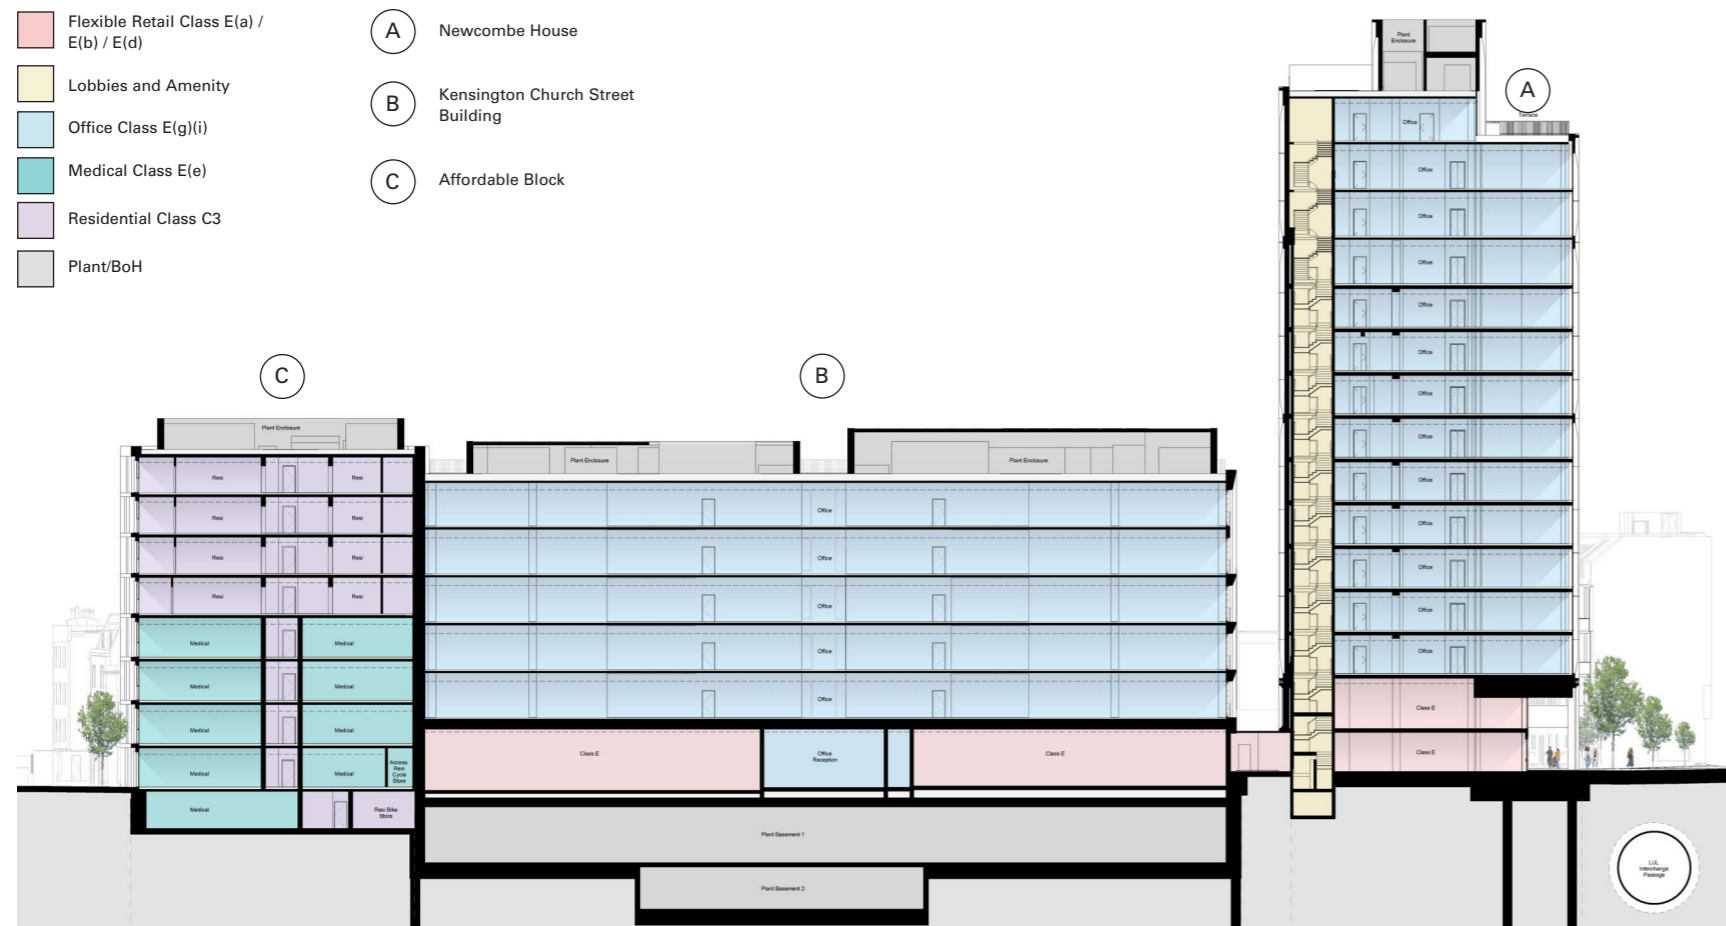 Flexible Retail Class E(a) /
E(b) / E(d)
Lobbies and Amenity
Office Class E(g)(i)
Medical Class E(e)
Residential Class C3
Plant/BoH
A
Newcombe House
B
Kensington Church Street
Building
C
Affordable Block
Plant
Enclosure
A
Terrace
Office
Office
Office
Office
Office
Office
Office
Office
Office
Office
Office
Office
Office
Class E
Class E
C
Plant Enclosure
Resi
Resi
Resi
Resi
Resi
Resi
Resi
Resi
Medical
Medical
Medical
Medical
Medical
Medical
Medical
Medical
Access.
Resi
Cycle
Store
Medical
Resi Bike
Store
B
Plant Enclosure
Plant Enclosure
Office
Office
Office
Office
Office
Class E
Office
Reception
Class E
Plant Basement 1
Plant Basement 2
LUL
Interchange
Passage